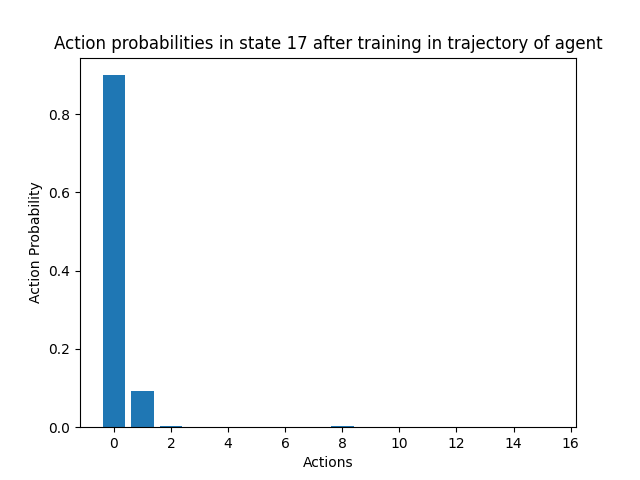 Action probabilities in state 17 after training in trajectory of agent
Action Probability
0.8
0.6
0.4
0.2
0.0
0 2 4 6 8 10 12 14 16
Actions